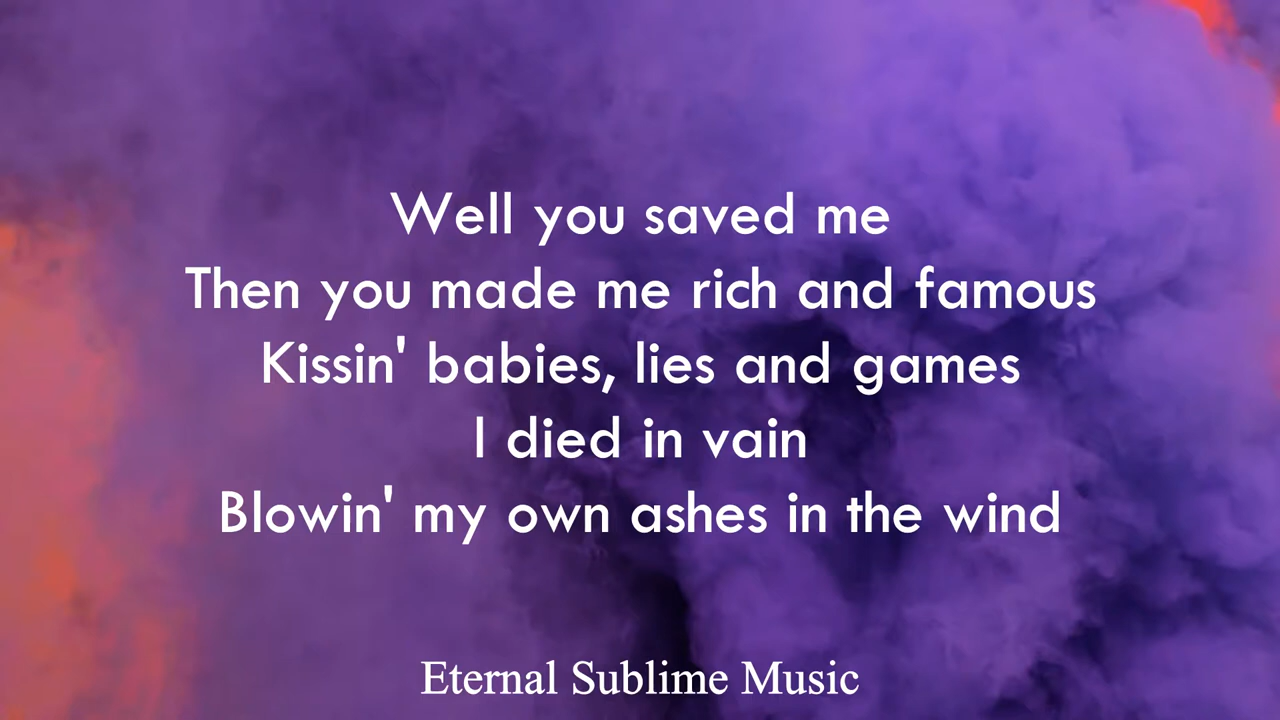 Well you saved me
Then you made me rich and famous
Kissin' babies, lies and games
I died in vain
Blowin' my own ashes in the wind
Eternal Sublime Music